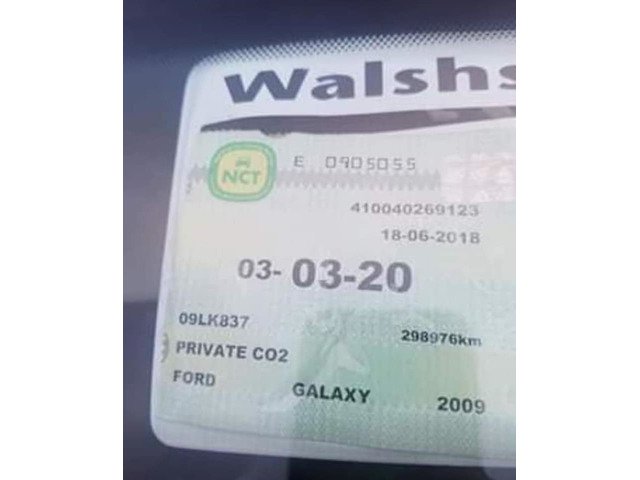 Walshs
NCT
E 0905055
410040269123
18-06-2018
03- 03-20
09LK837
298976km
PRIVATE CO2
FORD GALAXY 2009